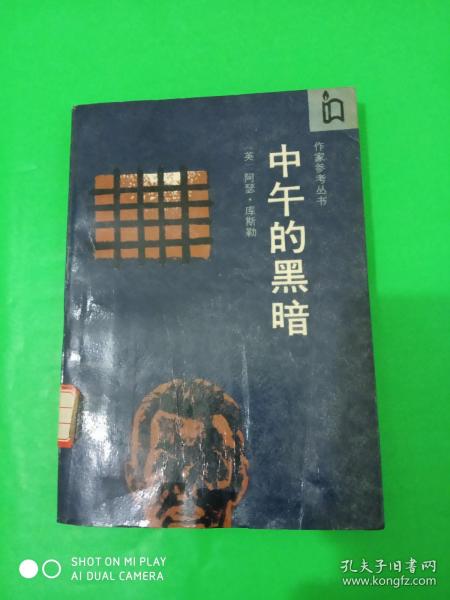 作家参考丛书
中午的黑暗
〔英〕阿瑟·库斯勒
SHOT ON MI PLAY
AI DUAL CAMERA
孔夫子旧书网
www.kongfz.com